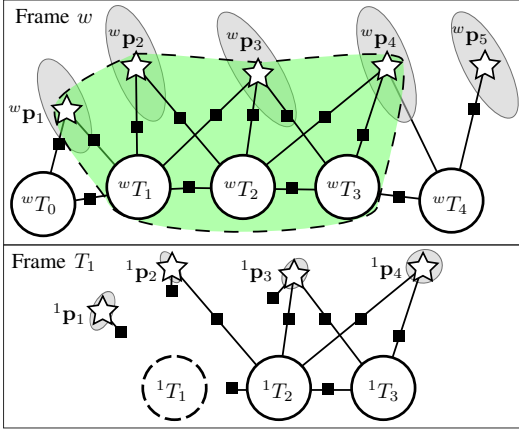 Frame w
ʷp₂
ʷp₃
ʷp₄
ʷp₅
ʷp₁
ʷT₀
ʷT₁
ʷT₂
ʷT₃
ʷT₄
Frame T₁
¹p₂
¹p₃
¹p₄
¹p₁
¹T₁
¹T₂
¹T₃